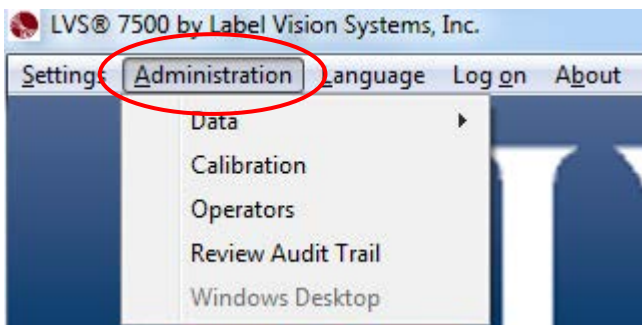 LVS® 7500 by Label Vision Systems, Inc.
Settings Administration Language Log on About
Data
Calibration
Operators
Review Audit Trail
Windows Desktop